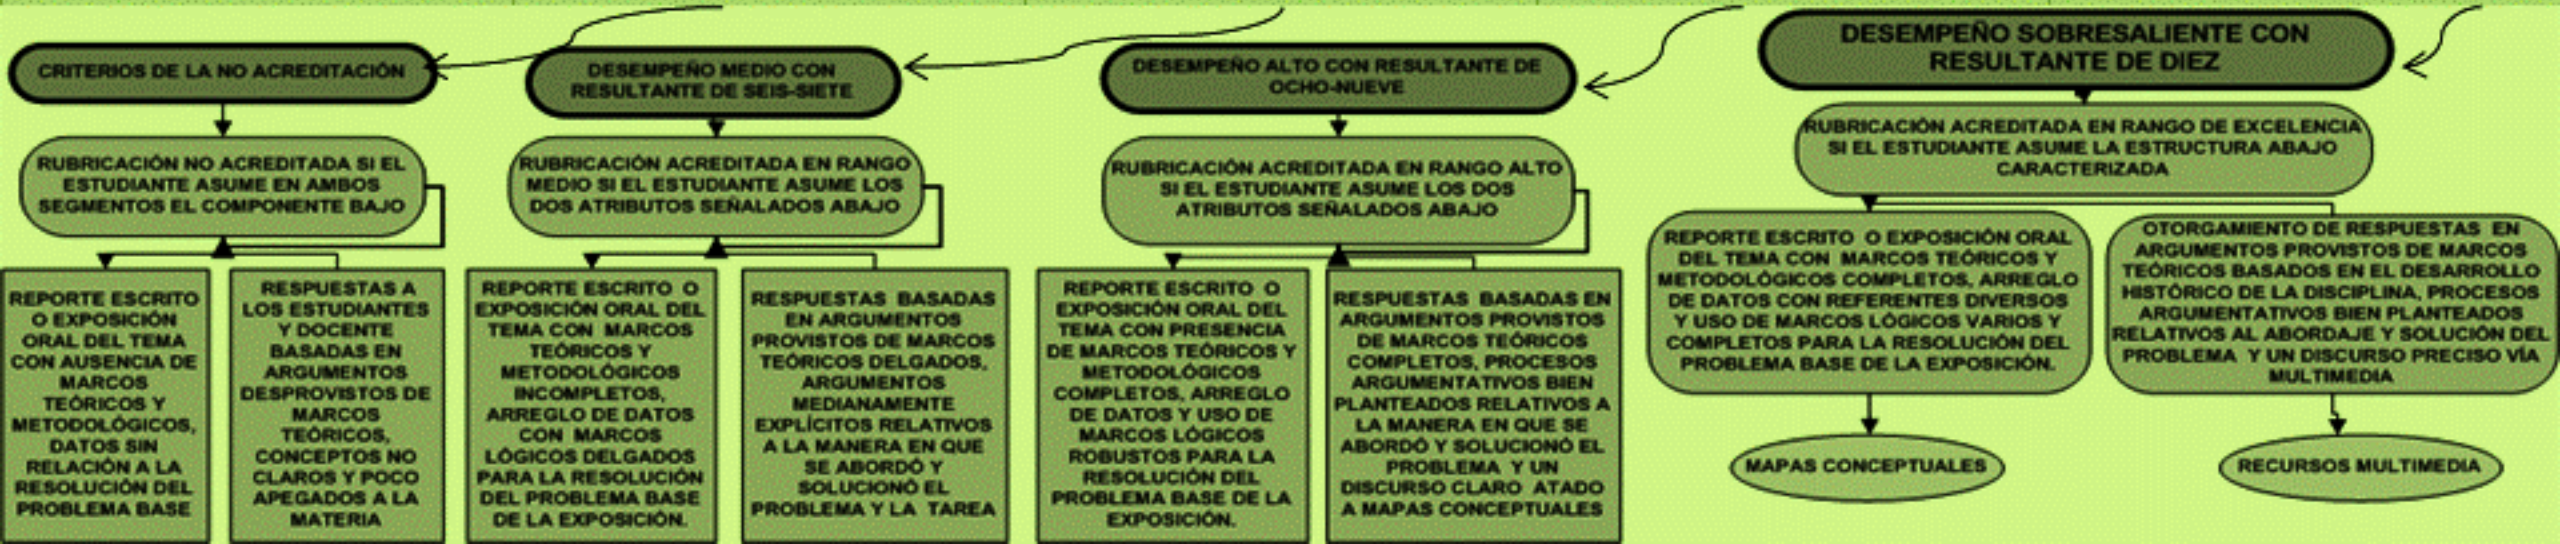 CRITERIOS DE LA NO ACREDITACIÓN
RUBRICACIÓN NO ACREDITADA SI EL
ESTUDIANTE ASUME EN AMBOS
SEGMENTOS EL COMPONENTE BAJO
REPORTE ESCRITO
O EXPOSICIÓN
ORAL DEL TEMA
CON AUSENCIA DE
MARCOS
TEÓRICOS Y
METODOLÓGICOS,
DATOS SIN
RELACIÓN A LA
RESOLUCIÓN DEL
PROBLEMA BASE
RESPUESTAS A
LOS ESTUDIANTES
Y DOCENTE
BASADAS EN
ARGUMENTOS
DESPROVISTOS DE
MARCOS
TEÓRICOS,
CONCEPTOS NO
CLAROS Y POCO
APEGADOS A LA
MATERIA
DESEMPEÑO MEDIO CON
RESULTANTE DE SEIS-SIETE
RUBRICACIÓN ACREDITADA EN RANGO
MEDIO SI EL ESTUDIANTE ASUME LOS
DOS ATRIBUTOS SEÑALADOS ABAJO
REPORTE ESCRITO O
EXPOSICIÓN ORAL DEL
TEMA CON MARCOS
TEÓRICOS Y
METODOLÓGICOS
INCOMPLETOS,
ARREGLO DE DATOS
CON MARCOS
LÓGICOS DELGADOS
PARA LA RESOLUCIÓN
DEL PROBLEMA BASE
DE LA EXPOSICIÓN.
RESPUESTAS BASADAS
EN ARGUMENTOS
PROVISTOS DE MARCOS
TEÓRICOS DELGADOS,
ARGUMENTOS
MEDIANAMENTE
EXPLÍCITOS RELATIVOS
A LA MANERA EN QUE
SE ABORDÓ Y
SOLUCIONÓ EL
PROBLEMA Y LA TAREA
DESEMPEÑO ALTO CON RESULTANTE DE
OCHO-NUEVE
RUBRICACIÓN ACREDITADA EN RANGO ALTO
SI EL ESTUDIANTE ASUME LOS DOS
ATRIBUTOS SEÑALADOS ABAJO
REPORTE ESCRITO O
EXPOSICIÓN ORAL DEL
TEMA CON PRESENCIA
DE MARCOS TEÓRICOS Y
METODOLÓGICOS
COMPLETOS, ARREGLO
DE DATOS Y USO DE
MARCOS LÓGICOS
ROBUSTOS PARA LA
RESOLUCIÓN DEL
PROBLEMA BASE DE LA
EXPOSICIÓN.
RESPUESTAS BASADAS EN
ARGUMENTOS PROVISTOS
DE MARCOS TEÓRICOS
COMPLETOS, PROCESOS
ARGUMENTATIVOS BIEN
PLANTEADOS RELATIVOS A
LA MANERA EN QUE SE
ABORDÓ Y SOLUCIONÓ EL
PROBLEMA Y UN
DISCURSO CLARO ATADO
A MAPAS CONCEPTUALES
DESEMPEÑO SOBRESALIENTE CON
RESULTANTE DE DIEZ
RUBRICACIÓN ACREDITADA EN RANGO DE EXCELENCIA
SI EL ESTUDIANTE ASUME LA ESTRUCTURA ABAJO
CARACTERIZADA
REPORTE ESCRITO O EXPOSICIÓN ORAL
DEL TEMA CON MARCOS TEÓRICOS Y
METODOLÓGICOS COMPLETOS, ARREGLO
DE DATOS CON REFERENTES DIVERSOS
Y USO DE MARCOS LÓGICOS VARIOS Y
COMPLETOS PARA LA RESOLUCIÓN DEL
PROBLEMA BASE DE LA EXPOSICIÓN.
MAPAS CONCEPTUALES
OTORGAMIENTO DE RESPUESTAS EN
ARGUMENTOS PROVISTOS DE MARCOS
TEÓRICOS BASADOS EN EL DESARROLLO
HISTÓRICO DE LA DISCIPLINA, PROCESOS
ARGUMENTATIVOS BIEN PLANTEADOS
RELATIVOS AL ABORDAJE Y SOLUCIÓN DEL
PROBLEMA Y UN DISCURSO PRECISO VÍA
MULTIMEDIA
RECURSOS MULTIMEDIA